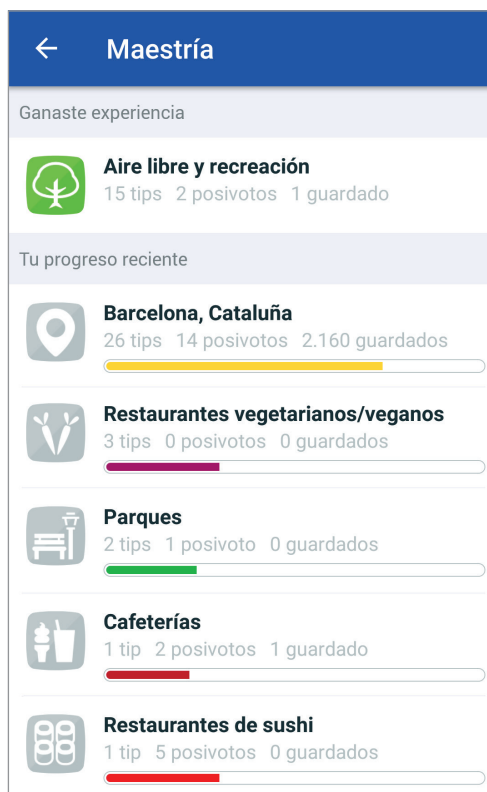 Maestría
Ganaste experiencia
Aire libre y recreación
15 tips 2 posivotos 1 guardado
Tu progreso reciente
Barcelona, Cataluña
26 tips 14 posivotos 2.160 guardados
Restaurantes vegetarianos/veganos
3 tips 0 posivotos 0 guardados
Parques
2 tips 1 posivoto 0 guardados
Cafeterías
1 tip 2 posivotos 1 guardado
Restaurantes de sushi
1 tip 5 posivotos 0 guardados